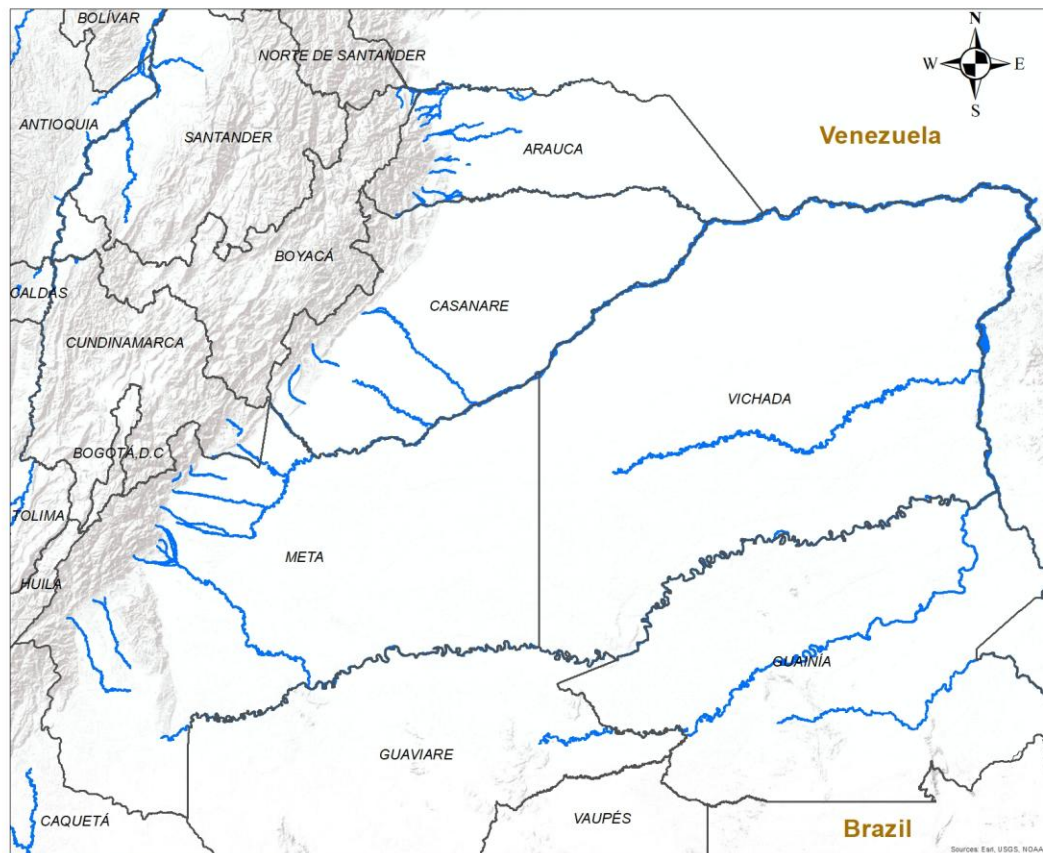 BOLÍVAR
N
NORTE DE SANTANDER
W
E
S
ANTIOQUIA
SANTANDER
ARAUCA
Venezuela
BOYACÁ
CALDAS
CASANARE
CUNDINAMARCA
VICHADA
BOGOTÁ,D.C
TOLIMA
META
HUILA
GUAINÍA
GUAVIARE
CAQUETÁ
VAUPÉS
Brazil
Sources: Esri, USGS, NOAA